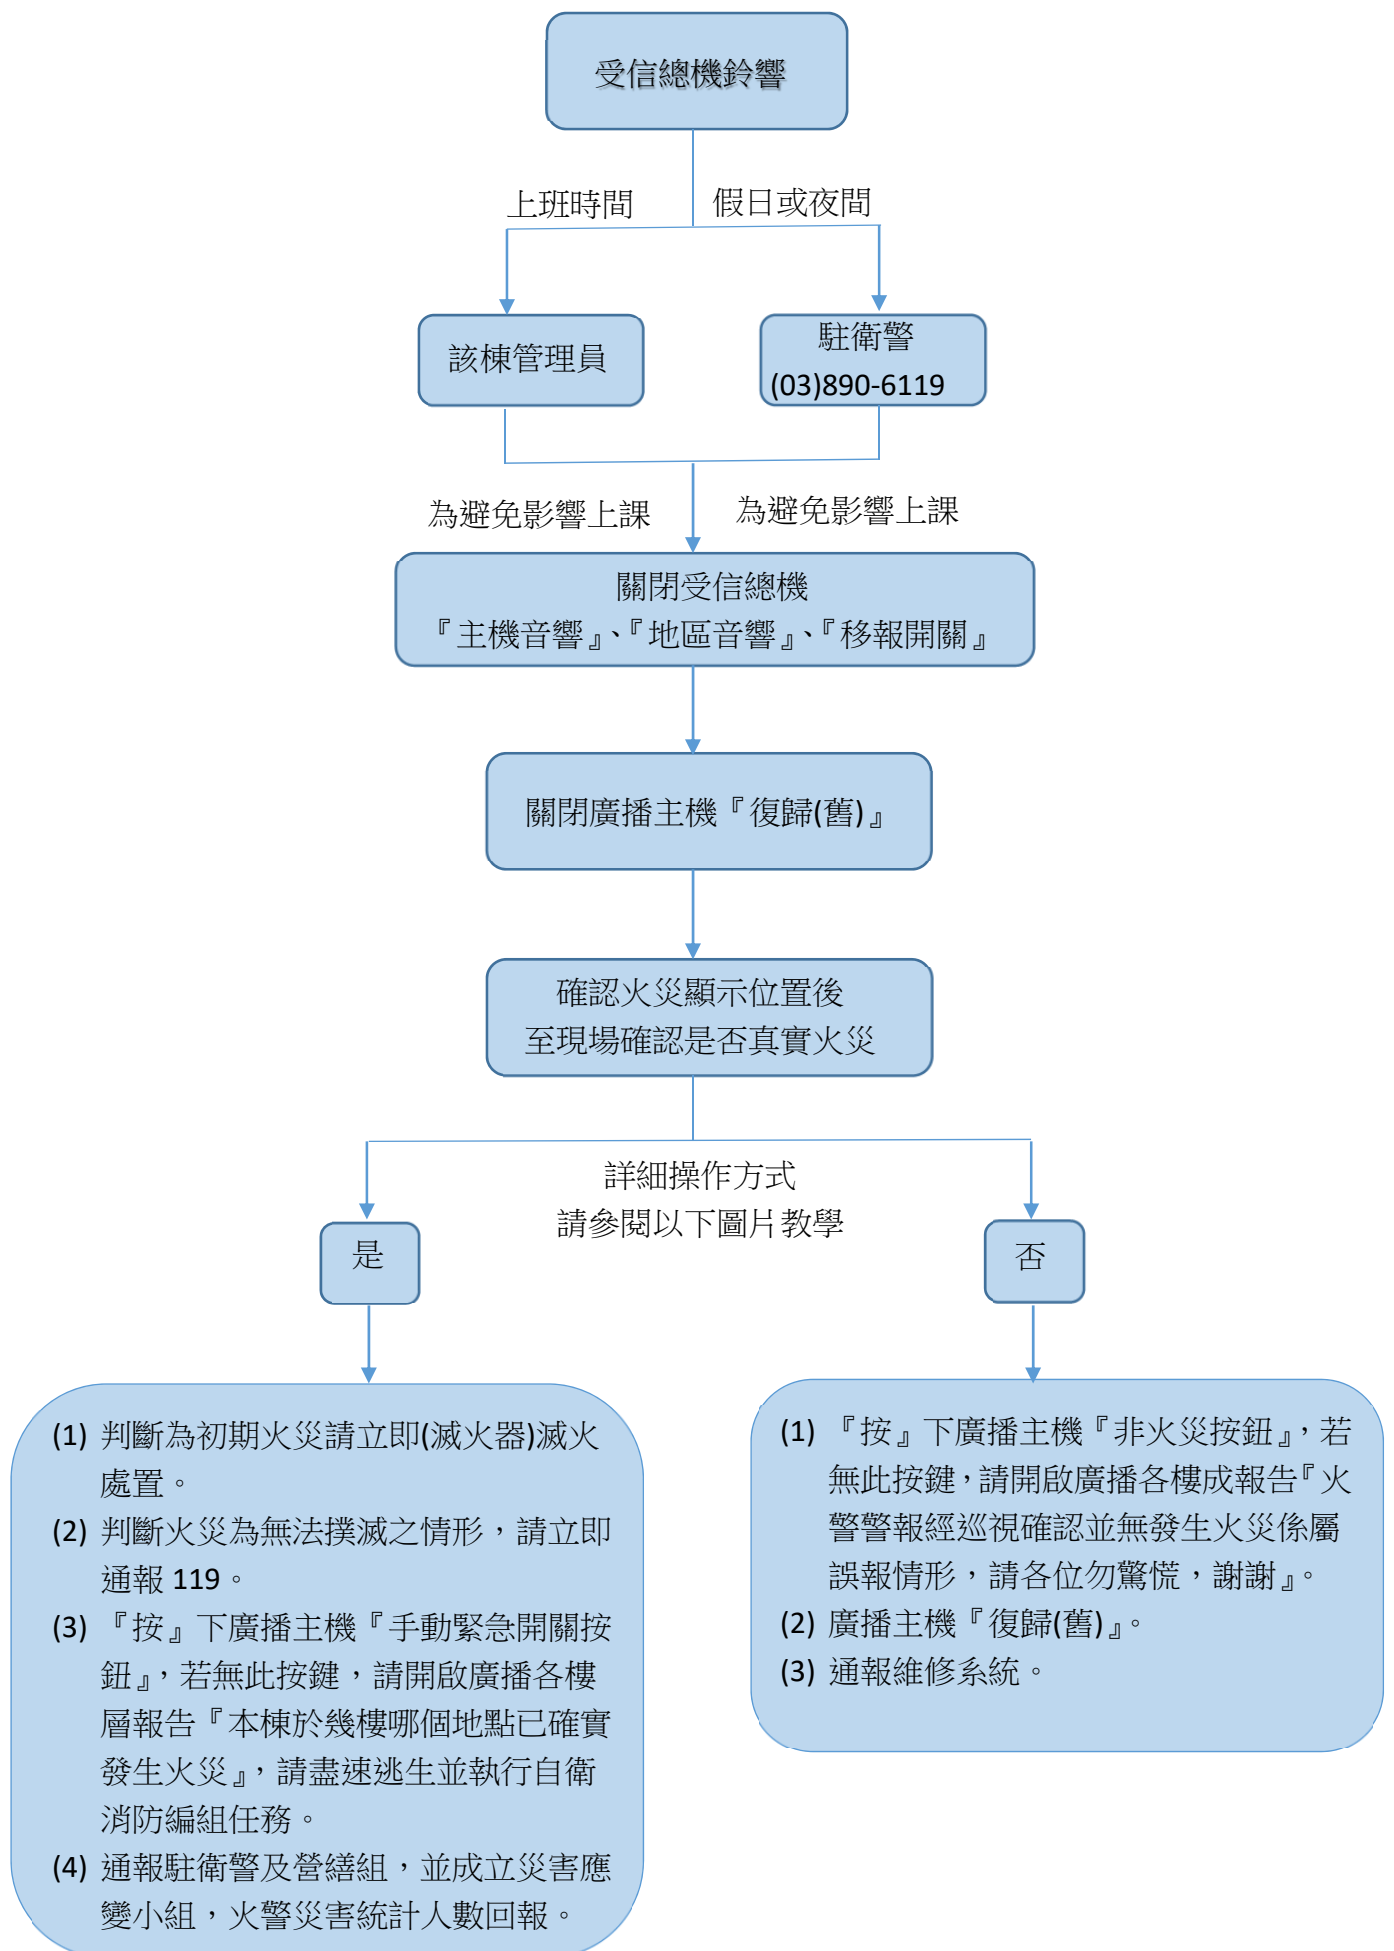 受信總機鈴響
上班時間
假日或夜間
該棟管理員
駐衛警
(03)890-6119
為避免影響上課
為避免影響上課
關閉受信總機
『主機音響』、『地區音響』、『移報開關』
關閉廣播主機『復歸(舊)』
確認火災顯示位置後
至現場確認是否真實火災
詳細操作方式
請參閱以下圖片教學
是
否
(1) 判斷為初期火災請立即(滅火器)滅火
處置。
(2) 判斷火災為無法撲滅之情形，請立即
通報 119。
(3) 『按』下廣播主機『手動緊急開關按
鈕』，若無此按鍵，請開啟廣播各樓
層報告『本棟於幾樓哪個地點已確實
發生火災』，請盡速逃生並執行自衛
消防編組任務。
(4) 通報駐衛警及營繕組，並成立災害應
變小組，火警災害統計人數回報。
(1) 『按』下廣播主機『非火災按鈕』，若
無此按鍵，請開啟廣播各樓成報告『火
警警報經巡視確認並無發生火災係屬
誤報情形，請各位勿驚慌，謝謝』。
(2) 廣播主機『復歸(舊)』。
(3) 通報維修系統。